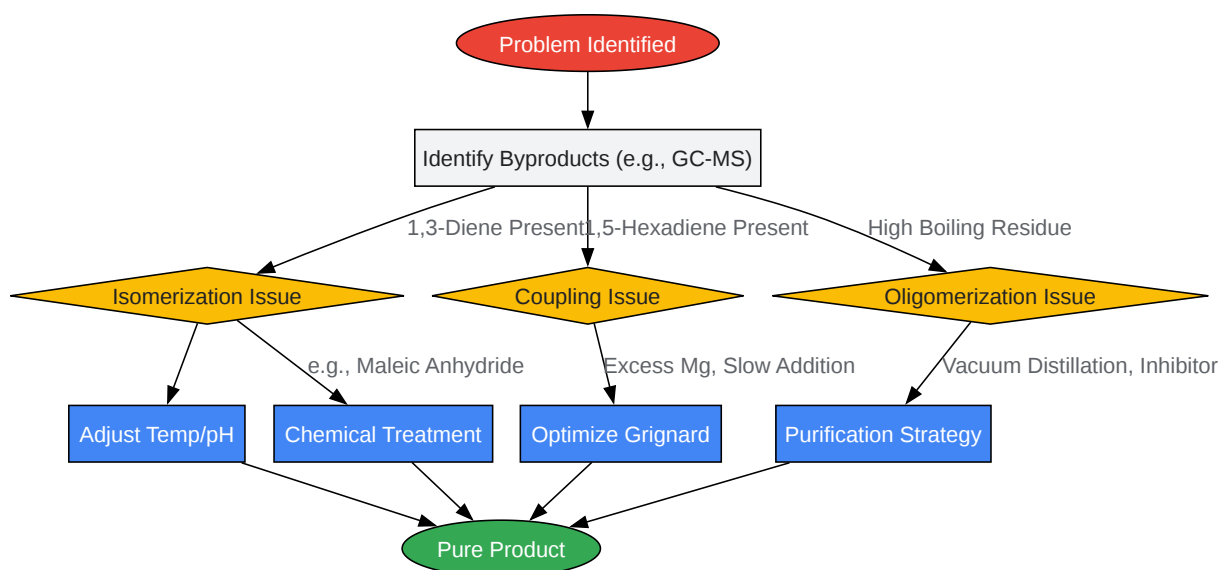 Problem Identified
Identify Byproducts (e.g., GC-MS)
1,3-Diene Present
1,5-Hexadiene Present
High Boiling Residue
Isomerization Issue
Coupling Issue
Oligomerization Issue
e.g., Maleic Anhydride
Excess Mg, Slow Addition
Vacuum Distillation, Inhibitor
Adjust Temp/pH
Chemical Treatment
Optimize Grignard
Purification Strategy
Pure Product